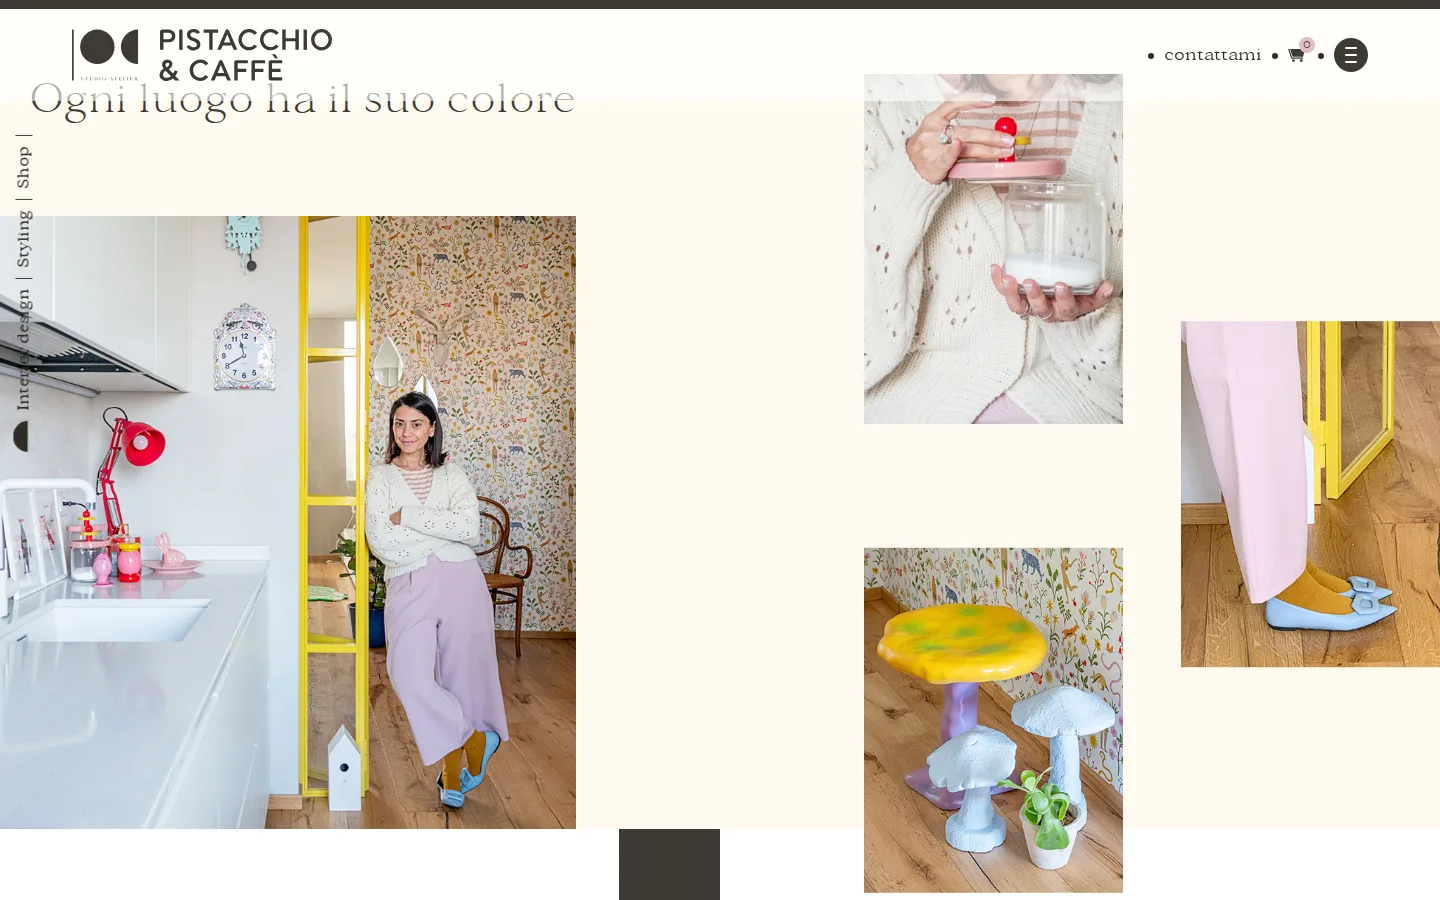 PISTACCHIO
& CAFFÈ
STUDIO ATELIER
contattami
0
Ogni luogo ha il suo colore
Interior design | Styling | Shop |